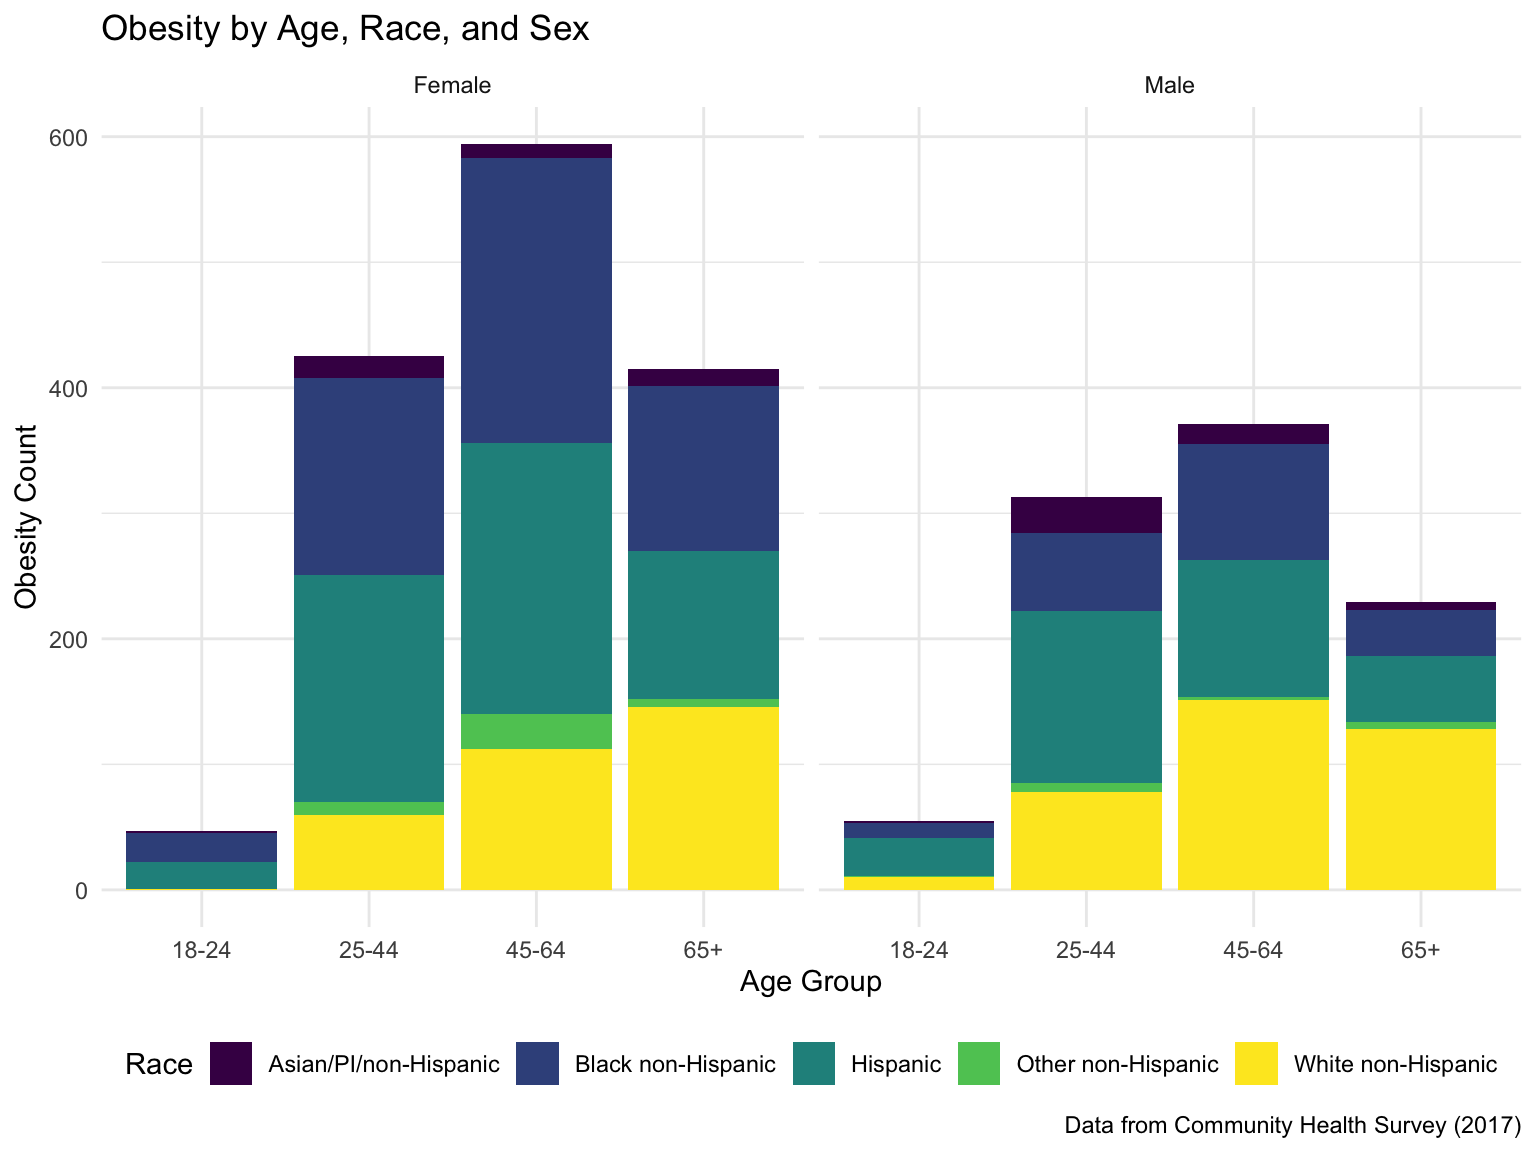 Obesity by Age, Race, and Sex
Female
Male
600
400
200
0
Obesity Count
18-24
25-44
45-64
65+
18-24
25-44
45-64
65+
Age Group
Race
Asian/PI/non-Hispanic
Black non-Hispanic
Hispanic
Other non-Hispanic
White non-Hispanic
Data from Community Health Survey (2017)